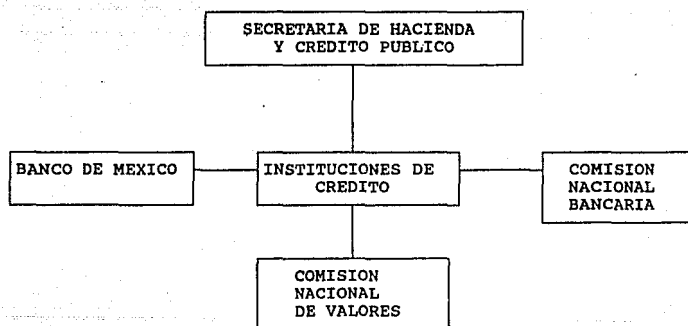 SECRETARIA DE HACIENDA
Y CREDITO PUBLICO
BANCO DE MEXICO
INSTITUCIONES DE
CREDITO
COMISION
NACIONAL
BANCARIA
COMISION
NACIONAL
DE VALORES